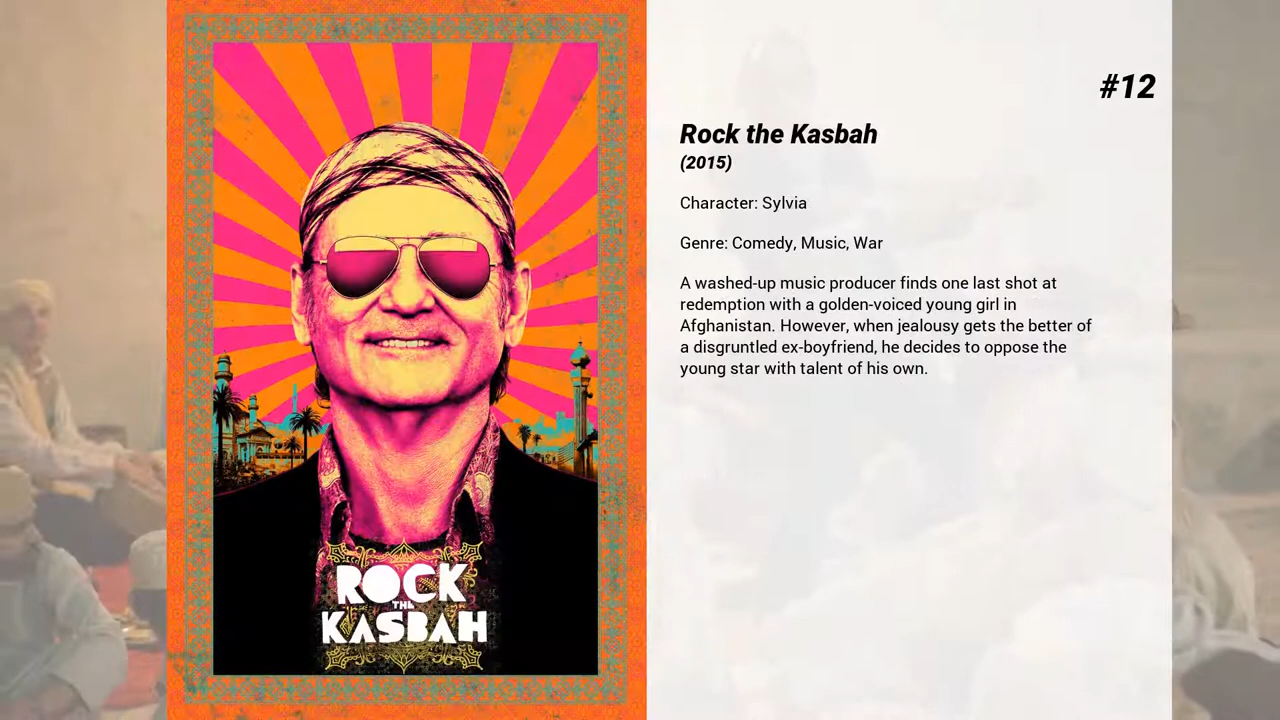 #12
Rock the Kasbah
(2015)
Character: Sylvia
Genre: Comedy, Music, War
A washed-up music producer finds one last shot at
redemption with a golden-voiced young girl in
Afghanistan. However, when jealousy gets the better of
a disgruntled ex-boyfriend, he decides to oppose the
young star with talent of his own.
ROCK
THE
KASBAH